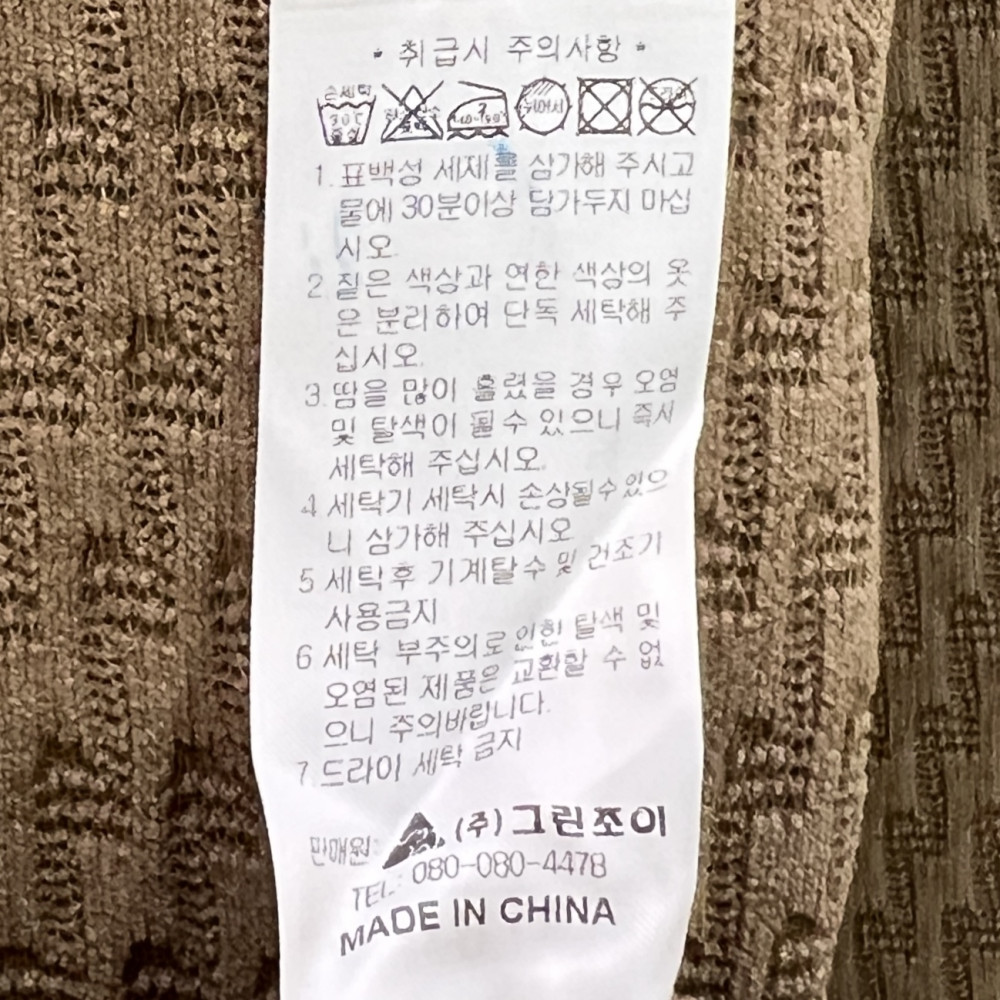 • 취급시 주의사항 •
손세탁
30℃
중성
뉘어서
1. 표백성 세제를 삼가해 주시고
물에 30분이상 담가두지 마십
시오.
2 짙은 색상과 연한 색상의 옷
은 분리하여 단독 세탁해 주
십시오.
3. 땀을 많이 흘렸을 경우 오염
및 탈색이 될 수 있으니 즉시
세탁해 주십시오.
4 세탁기 세탁시 손상될수있으
니 삼가해 주십시오
5 세탁후 기계탈수 및 건조기
사용금지
6 세탁 부주의로 인한 탈색 및
오염된 제품은 교환할 수 없
으니 주의바랍니다.
7. 드라이 세탁 금지
판매원: (주)그린조이
TEL.: 080-080-4478
MADE IN CHINA